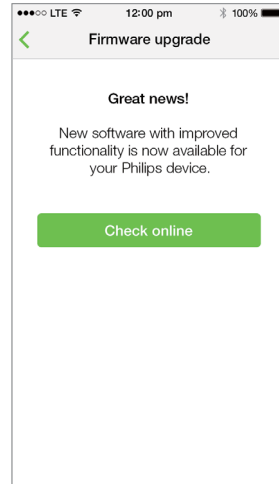 LTE 12:00 pm 100%
Firmware upgrade
Great news!
New software with improved
functionality is now available for
your Philips device.
Check online